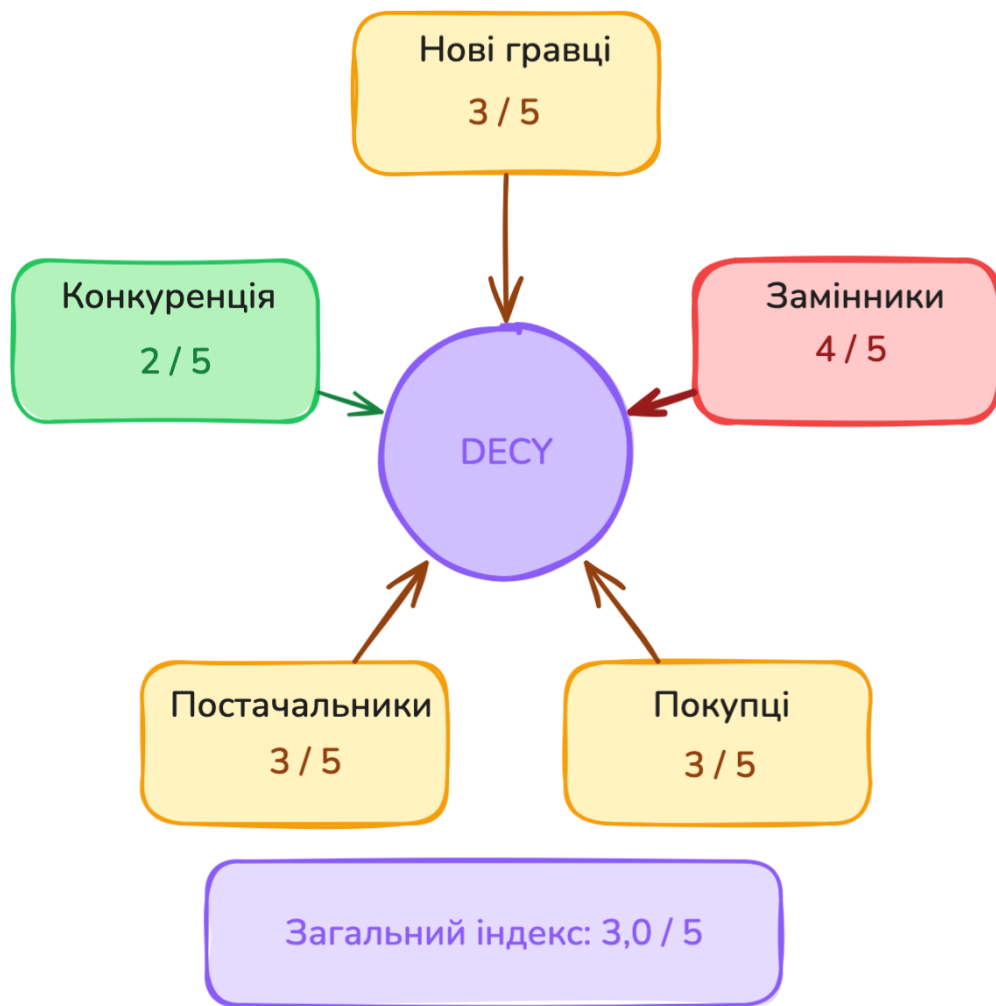 Нові гравці
3 / 5
Конкуренція
2 / 5
Замінники
4 / 5
DECY
Постачальники
3 / 5
Покупці
3 / 5
Загальний індекс: 3,0 / 5